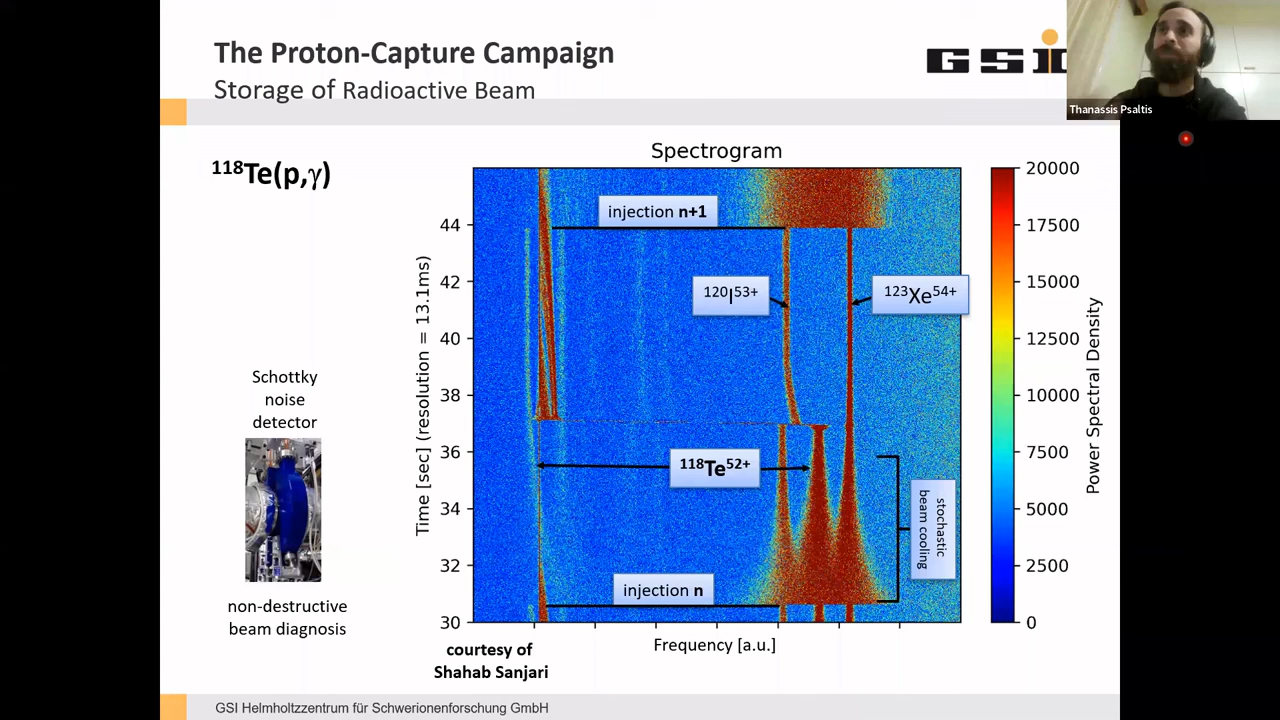 The Proton-Capture Campaign
Storage of Radioactive Beam
GSI
Thanassis Psaltis
¹¹⁸Te(p,γ)
Schottky
noise
detector
non-destructive
beam diagnosis
Spectrogram
injection n+1
¹²⁰I⁵³⁺
¹²³Xe⁵⁴⁺
¹¹⁸Te⁵²⁺
stochastic
beam cooling
injection n
Time [sec] (resolution = 13.1ms)
44
42
40
38
36
34
32
30
Frequency [a.u.]
20000
17500
15000
12500
10000
7500
5000
2500
0
Power Spectral Density
courtesy of
Shahab Sanjari
GSI Helmholtzzentrum für Schwerionenforschung GmbH